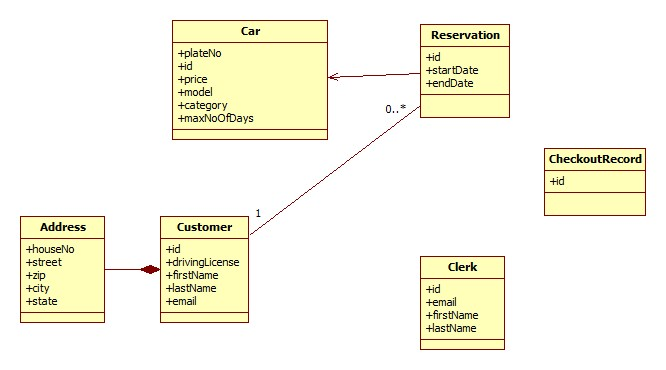 Car
+plateNo
+id
+price
+model
+category
+maxNoOfDays
Reservation
+id
+startDate
+endDate
0..*
1
CheckoutRecord
+id
Address
+houseNo
+street
+zip
+city
+state
Customer
+id
+drivingLicense
+firstName
+lastName
+email
Clerk
+id
+email
+firstName
+lastName